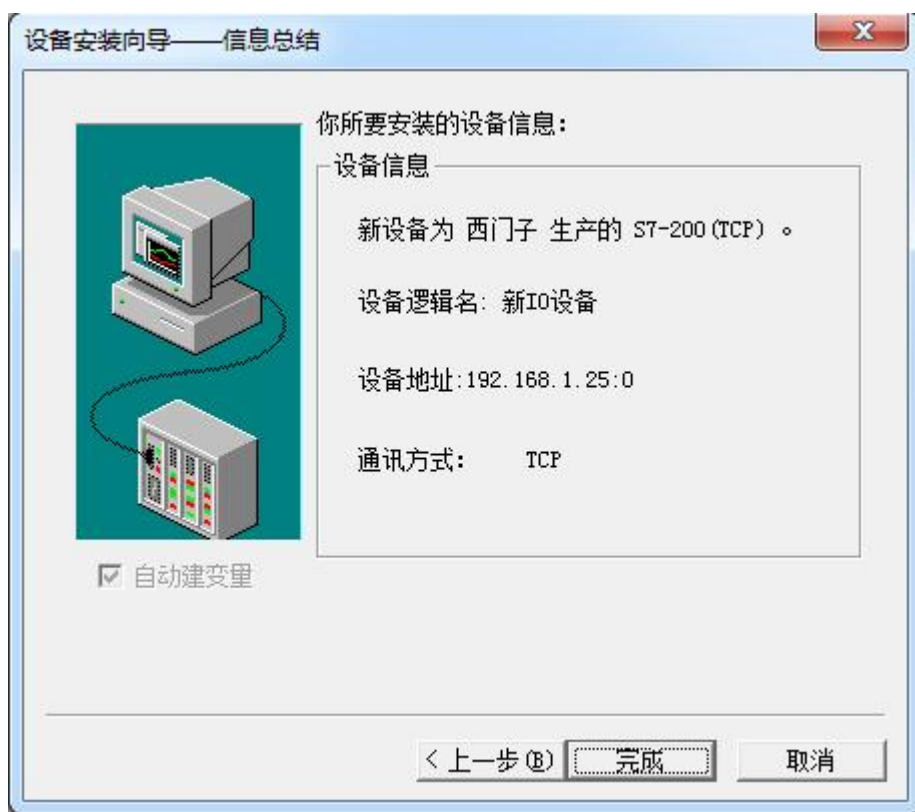 设备安装向导——信息总结
你所要安装的设备信息：
设备信息
新设备为 西门子 生产的 S7-200(TCP) 。
设备逻辑名: 新IO设备
设备地址:192.168.1.25:0
通讯方式： TCP
自动建变量
< 上一步(B) 完成 取消